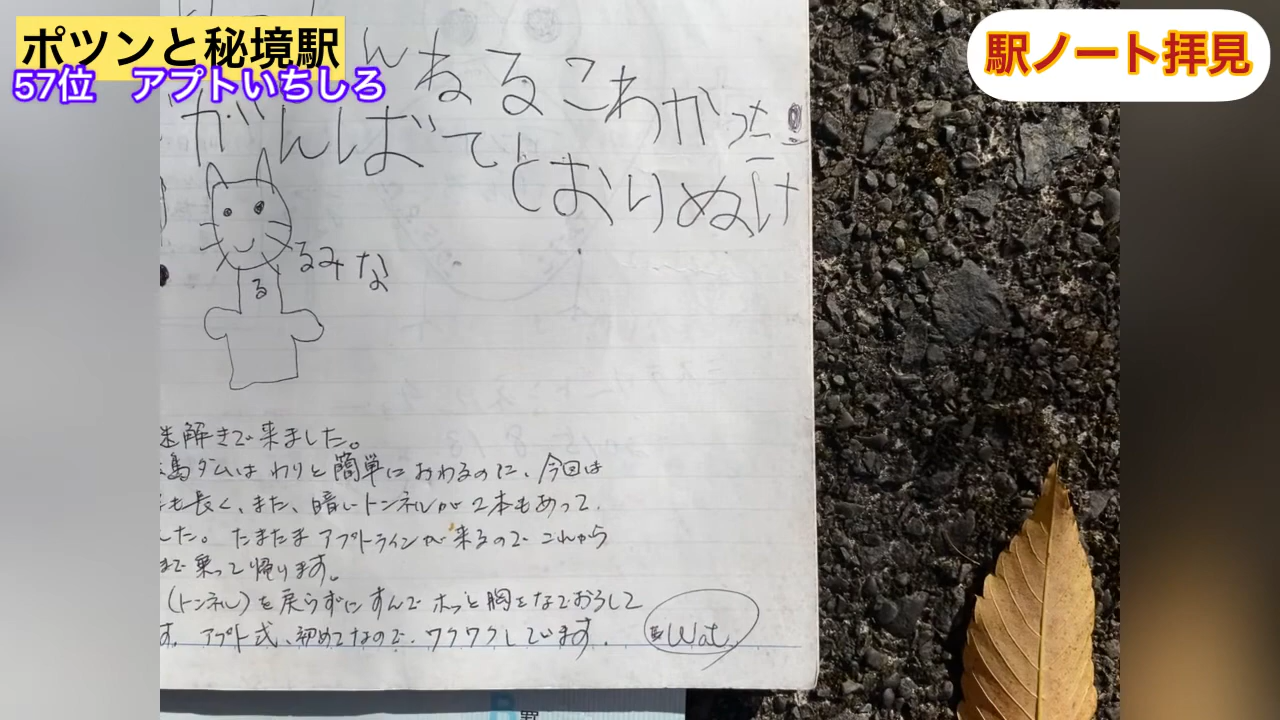 ポツンと秘境駅
57位 アプトいちしろ
駅ノート拝見
んねるこわかった
がんばてとおりぬけ
るみな
る
解きで来ました。
島ダムはわりと簡単におわるのに、今回は
も長く、また、暗いトンネルが2本もあって、
した。たまたまアプトラインが来るのでこれから
まで乗って帰ります。
(トンネル)を戻らずにすんでホッと胸をなでおろして
す。アプト式、初めてなので、ワクワクしています。
Wat